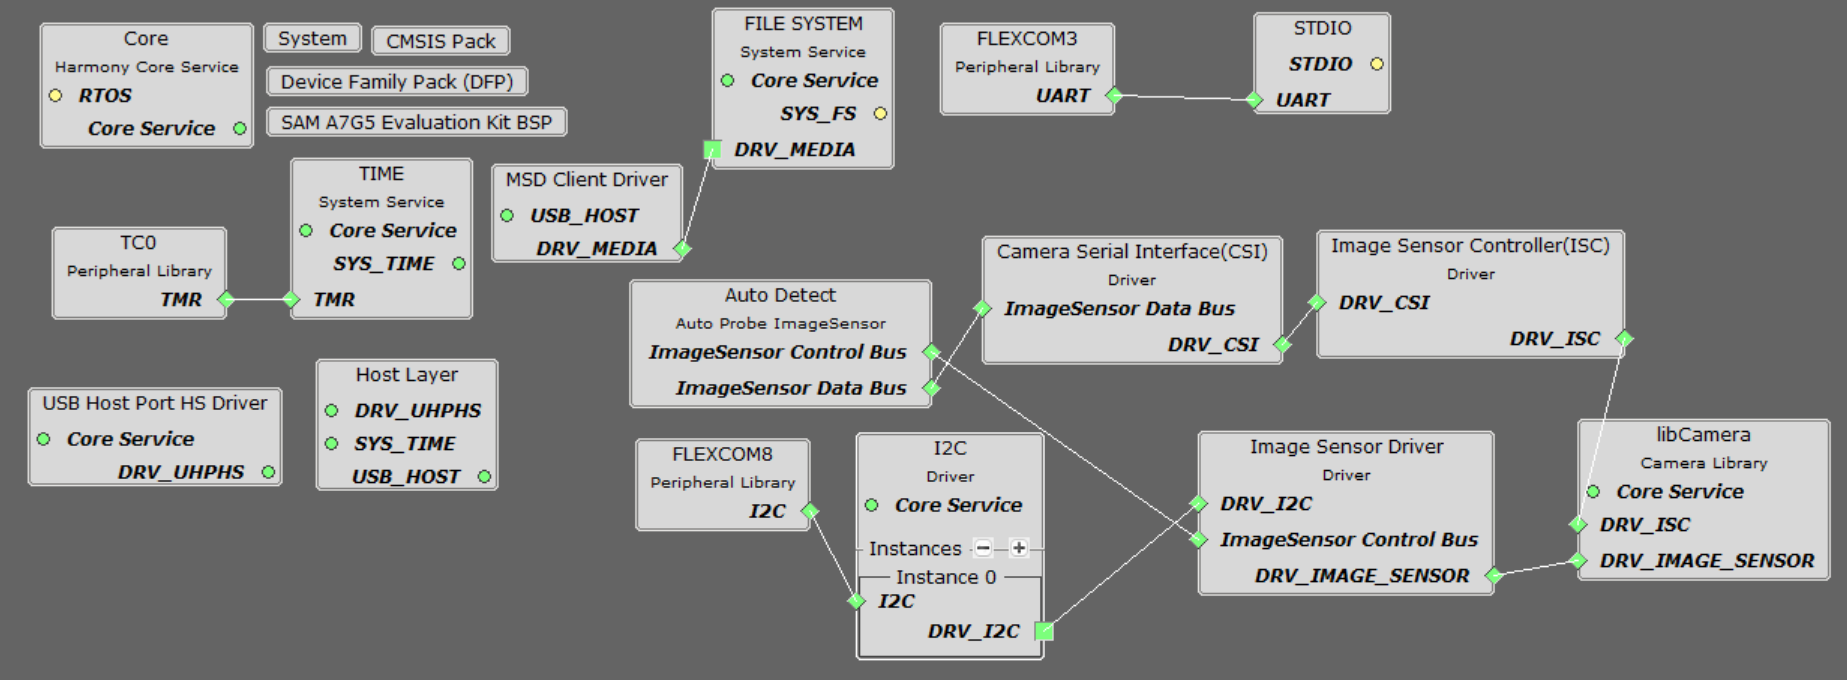 Core
Harmony Core Service
RTOS
Core Service
System
CMSIS Pack
Device Family Pack (DFP)
SAM A7G5 Evaluation Kit BSP
FILE SYSTEM
System Service
Core Service
SYS_FS
DRV_MEDIA
FLEXCOM3
Peripheral Library
UART
STDIO
STDIO
UART
TC0
Peripheral Library
TMR
TIME
System Service
Core Service
SYS_TIME
TMR
MSD Client Driver
USB_HOST
DRV_MEDIA
Auto Detect
Auto Probe ImageSensor
ImageSensor Control Bus
ImageSensor Data Bus
Camera Serial Interface(CSI)
Driver
ImageSensor Data Bus
DRV_CSI
Image Sensor Controller(ISC)
Driver
DRV_CSI
DRV_ISC
USB Host Port HS Driver
Core Service
DRV_UHPHS
Host Layer
DRV_UHPHS
SYS_TIME
USB_HOST
FLEXCOM8
Peripheral Library
I2C
I2C
Driver
Core Service
Instances
Instance 0
I2C
DRV_I2C
Image Sensor Driver
Driver
DRV_I2C
ImageSensor Control Bus
DRV_IMAGE_SENSOR
libCamera
Camera Library
Core Service
DRV_ISC
DRV_IMAGE_SENSOR